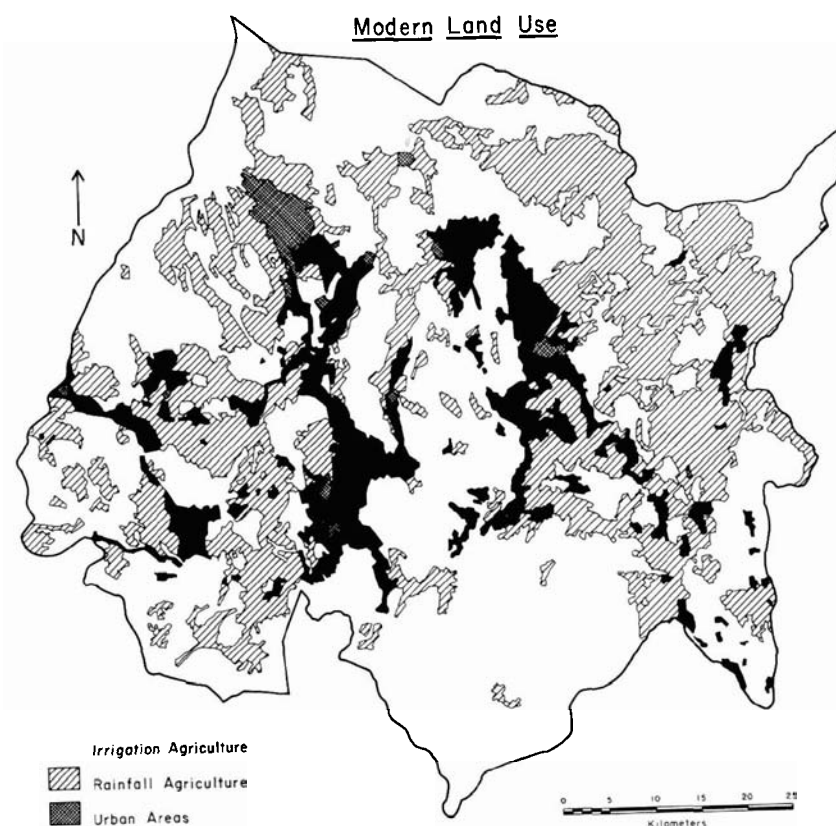 Modern Land Use
N
Irrigation Agriculture
Rainfall Agriculture
Urban Areas
0 5 10 15 20 25
Kilometers